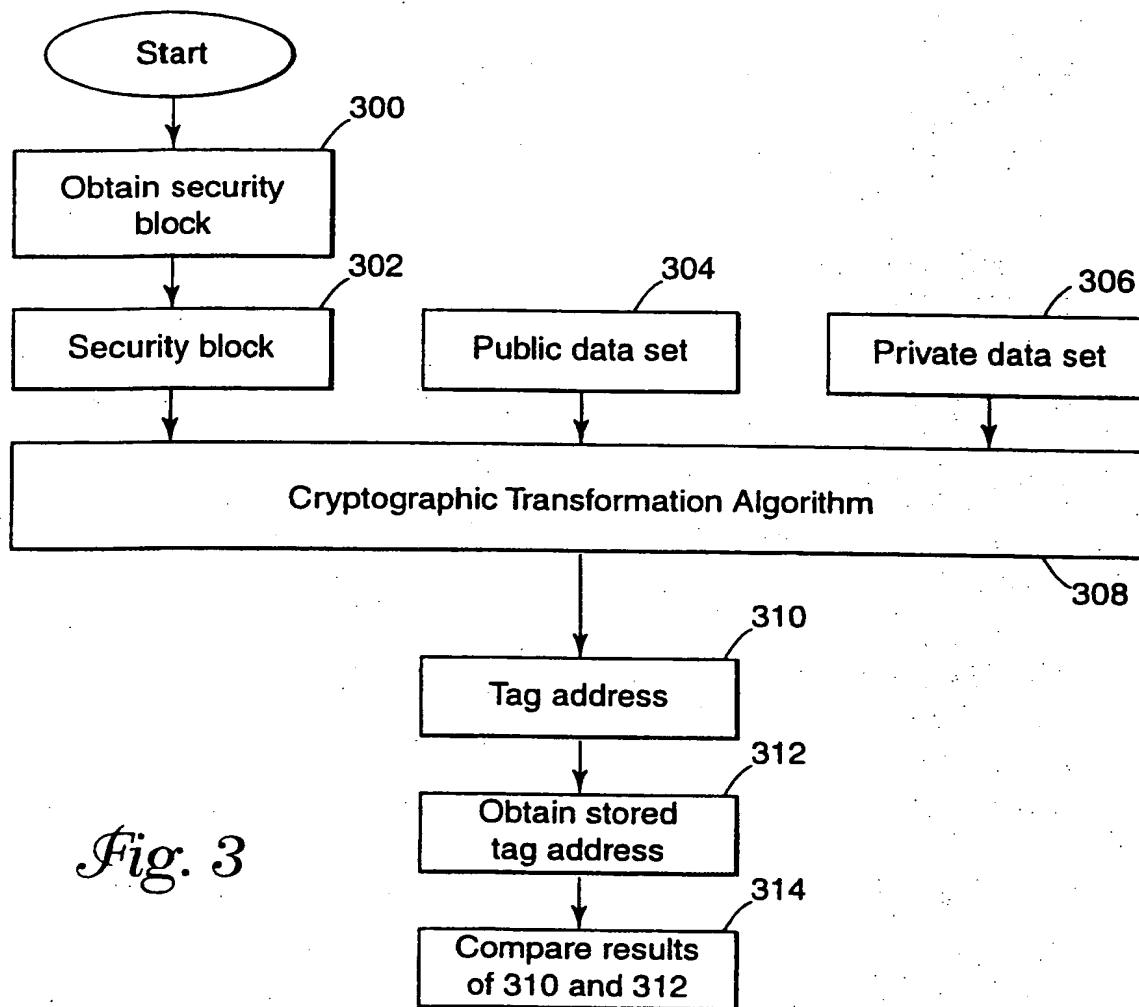 Start
300
Obtain security
block
302
304
306
Security block
Public data set
Private data set
Cryptographic Transformation Algorithm
308
310
Tag address
312
Obtain stored
tag address
314
Compare results
of 310 and 312
Fig. 3